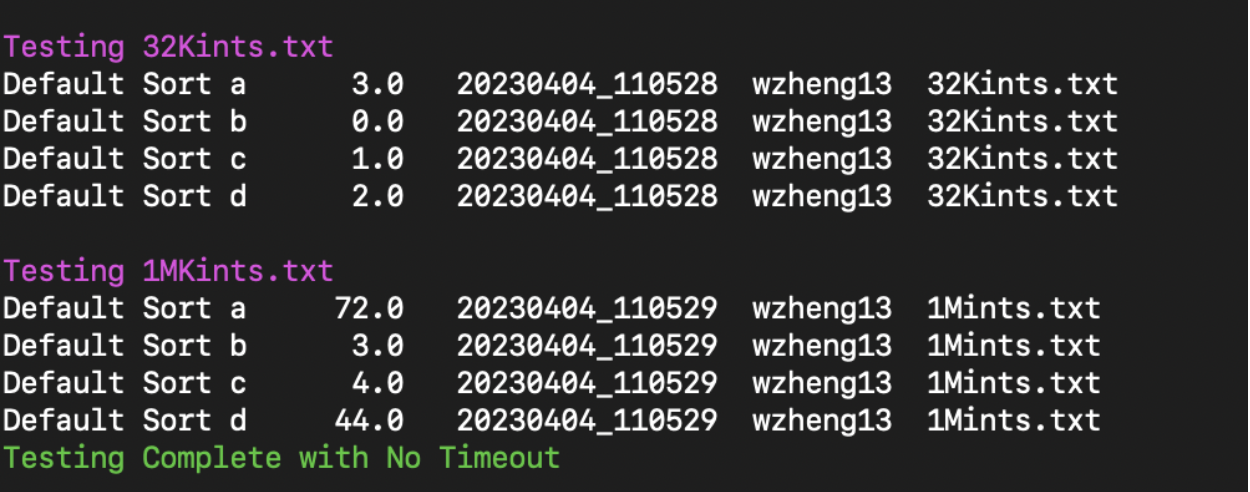 Testing 32Kints.txt
Default Sort a 3.0 20230404_110528 wzheng13 32Kints.txt
Default Sort b 0.0 20230404_110528 wzheng13 32Kints.txt
Default Sort c 1.0 20230404_110528 wzheng13 32Kints.txt
Default Sort d 2.0 20230404_110528 wzheng13 32Kints.txt
Testing 1MKints.txt
Default Sort a 72.0 20230404_110529 wzheng13 1Mints.txt
Default Sort b 3.0 20230404_110529 wzheng13 1Mints.txt
Default Sort c 4.0 20230404_110529 wzheng13 1Mints.txt
Default Sort d 44.0 20230404_110529 wzheng13 1Mints.txt
Testing Complete with No Timeout